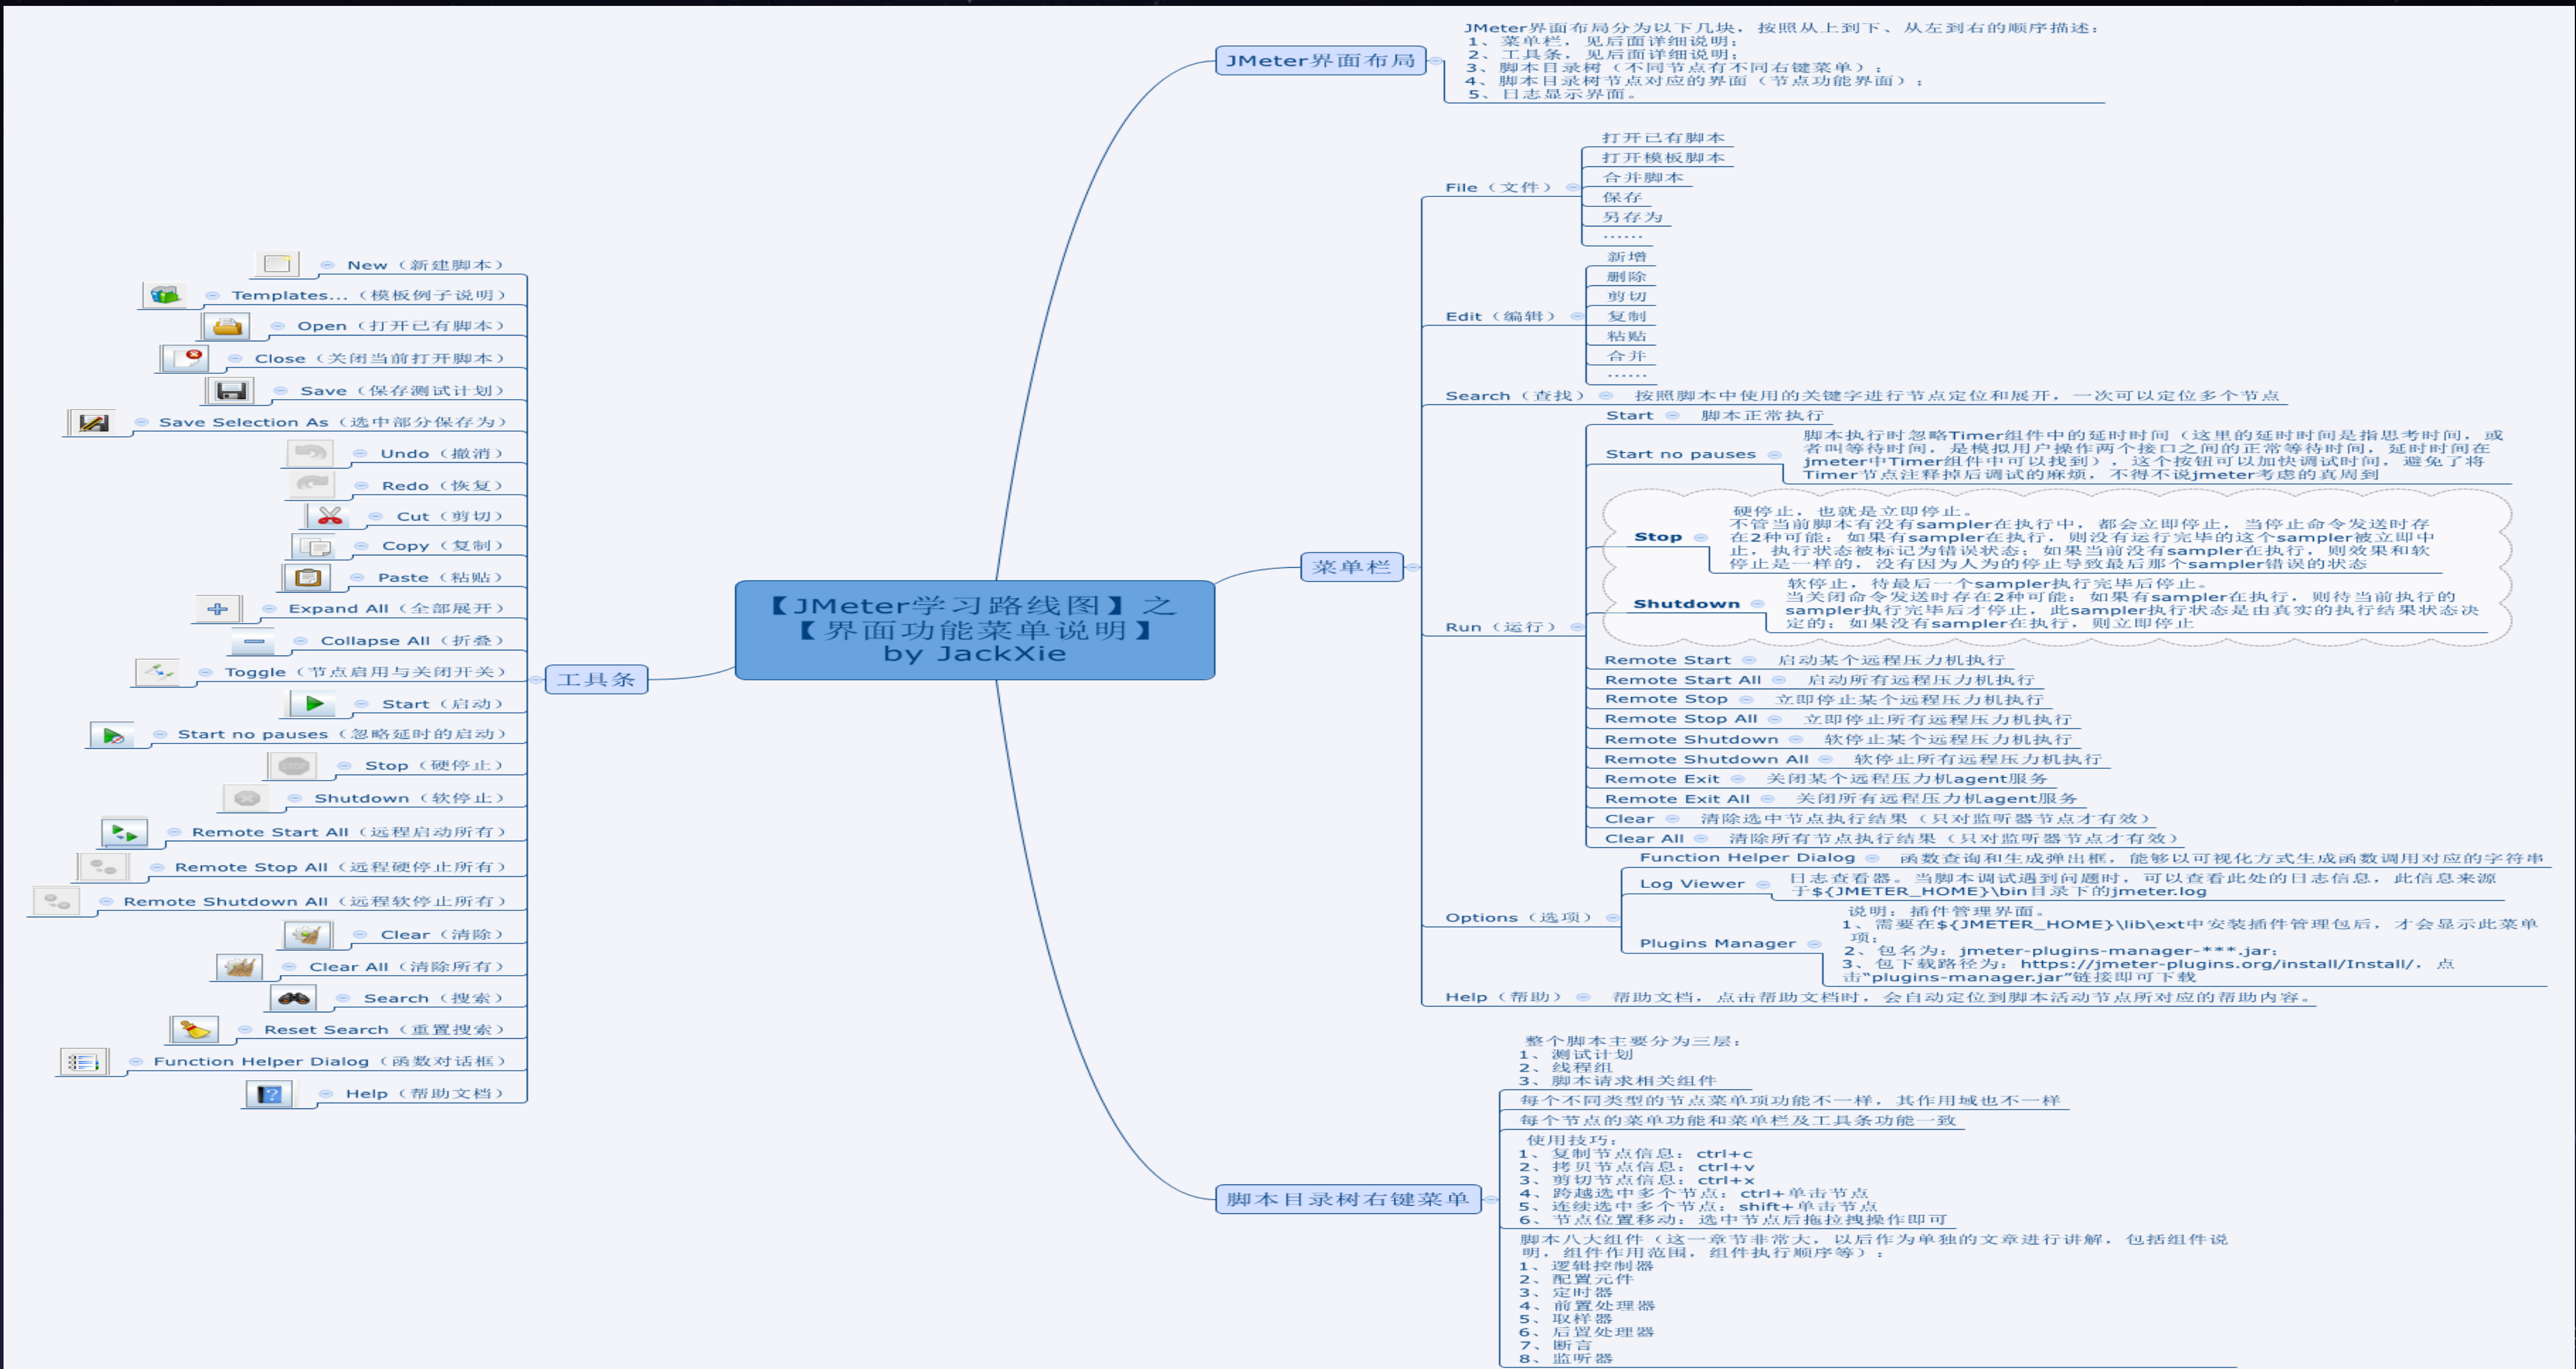 【JMeter学习路线图】之
【界面功能菜单说明】
by JackXie
JMeter界面布局
JMeter界面布局分为以下几块，按照从上到下、从左到右的顺序描述：
1、菜单栏，见后面详细说明；
2、工具条，见后面详细说明；
3、脚本目录树（不同节点有不同右键菜单）；
4、脚本目录树节点对应的界面（节点功能界面）；
5、日志显示界面。
菜单栏
File（文件）
打开已有脚本
打开模板脚本
合并脚本
保存
另存为
……
Edit（编辑）
新增
删除
剪切
复制
粘贴
合并
……
Search（查找）
按照脚本中使用的关键字进行节点定位和展开，一次可以定位多个节点
Run（运行）
Start
脚本正常执行
Start no pauses
脚本执行时忽略Timer组件中的延时时间（这里的延时时间是指思考时间，或
者叫等待时间，是模拟用户操作两个接口之间的正常等待时间，延时时间在
jmeter中Timer组件中可以找到），这个按钮可以加快调试时间，避免了将
Timer节点注释掉后调试的麻烦，不得不说jmeter考虑的真周到
Stop
硬停止，也就是立即停止。
不管当前脚本有没有sampler在执行中，都会立即停止，当停止命令发送时存
在2种可能：如果有sampler在执行，则没有运行完毕的这个sampler被立即中
止，执行状态被标记为错误状态；如果当前没有sampler在执行，则效果和软
停止是一样的，没有因为人为的停止导致最后那个sampler错误的状态
Shutdown
软停止，待最后一个sampler执行完毕后停止。
当关闭命令发送时存在2种可能：如果有sampler在执行，则待当前执行的
sampler执行完毕后才停止，此sampler执行状态是由真实的执行结果状态决
定的；如果没有sampler在执行，则立即停止
Remote Start
启动某个远程压力机执行
Remote Start All
启动所有远程压力机执行
Remote Stop
立即停止某个远程压力机执行
Remote Stop All
立即停止所有远程压力机执行
Remote Shutdown
软停止某个远程压力机执行
Remote Shutdown All
软停止所有远程压力机执行
Remote Exit
关闭某个远程压力机agent服务
Remote Exit All
关闭所有远程压力机agent服务
Clear
清除选中节点执行结果（只对监听器节点才有效）
Clear All
清除所有节点执行结果（只对监听器节点才有效）
Options（选项）
Function Helper Dialog
函数查询和生成弹出框，能够以可视化方式生成函数调用对应的字符串
Log Viewer
日志查看器。当脚本调试遇到问题时，可以查看此处的日志信息，此信息来源
于${JMETER_HOME}\bin目录下的jmeter.log
Plugins Manager
说明：插件管理界面。
1、需要在${JMETER_HOME}\lib\ext中安装插件管理包后，才会显示此菜单
项；
2、包名为：jmeter-plugins-manager-***.jar；
3、包下载路径为：https://jmeter-plugins.org/install/Install/，点
击“plugins-manager.jar”链接即可下载
Help（帮助）
帮助文档，点击帮助文档时，会自动定位到脚本活动节点所对应的帮助内容。
脚本目录树右键菜单
整个脚本主要分为三层：
1、测试计划
2、线程组
3、脚本请求相关组件
每个不同类型的节点菜单项功能不一样，其作用域也不一样
每个节点的菜单功能和菜单栏及工具条功能一致
使用技巧：
1、复制节点信息：ctrl+c
2、拷贝节点信息：ctrl+v
3、剪切节点信息：ctrl+x
4、跨越选中多个节点：ctrl+单击节点
5、连续选中多个节点：shift+单击节点
6、节点位置移动：选中节点后拖拉拽操作即可
脚本八大组件（这一章节非常大，以后作为单独的文章进行讲解，包括组件说
明，组件作用范围，组件执行顺序等）：
1、逻辑控制器
2、配置元件
3、定时器
4、前置处理器
5、取样器
6、后置处理器
7、断言
8、监听器
工具条
New（新建脚本）
Templates...（模板例子说明）
Open（打开已有脚本）
Close（关闭当前打开脚本）
Save（保存测试计划）
Save Selection As（选中部分保存为）
Undo（撤消）
Redo（恢复）
Cut（剪切）
Copy（复制）
Paste（粘贴）
Expand All（全部展开）
Collapse All（折叠）
Toggle（节点启用与关闭开关）
Start（启动）
Start no pauses（忽略延时的启动）
Stop（硬停止）
Shutdown（软停止）
Remote Start All（远程启动所有）
Remote Stop All（远程硬停止所有）
Remote Shutdown All（远程软停止所有）
Clear（清除）
Clear All（清除所有）
Search（搜索）
Reset Search（重置搜索）
Function Helper Dialog（函数对话框）
Help（帮助文档）